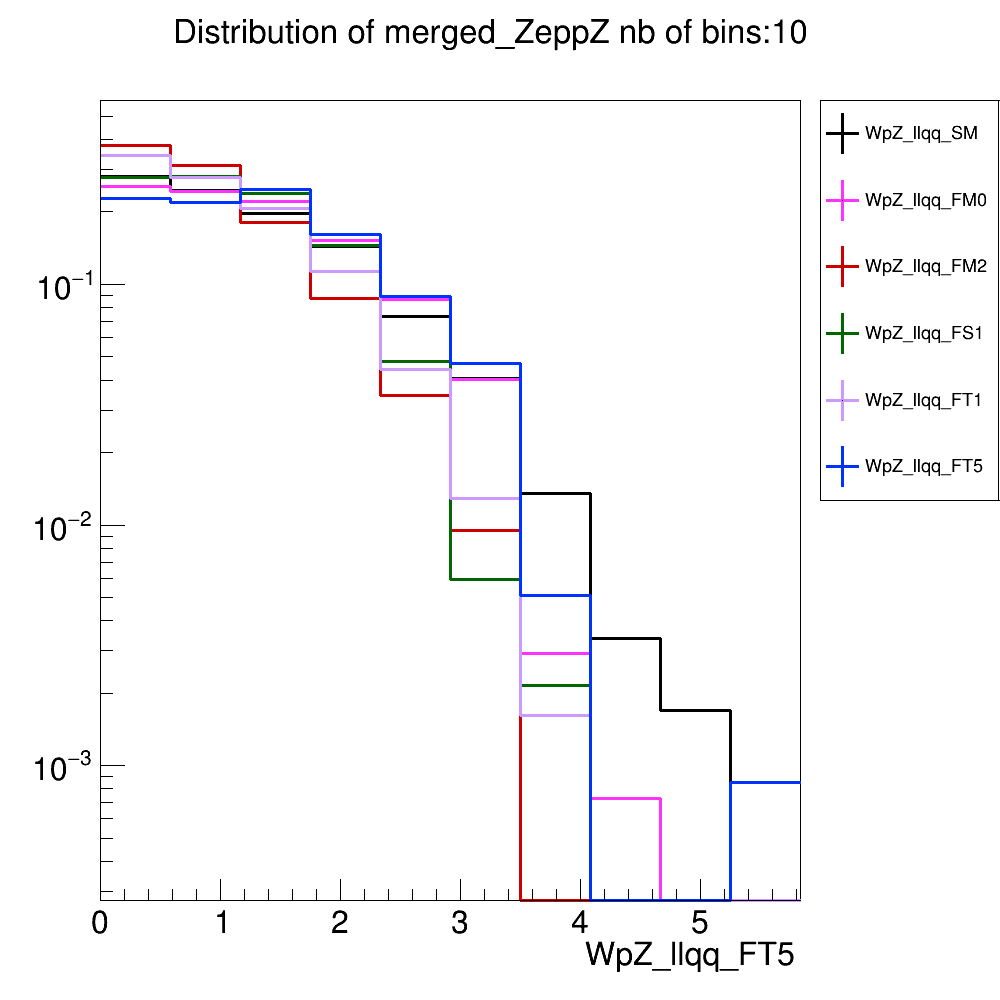 Distribution of merged_ZeppZ nb of bins:10
WpZ_llqq_SM
WpZ_llqq_FM0
WpZ_llqq_FM2
WpZ_llqq_FS1
WpZ_llqq_FT1
WpZ_llqq_FT5
10⁻¹
10⁻²
10⁻³
0 1 2 3 4 5
WpZ_llqq_FT5